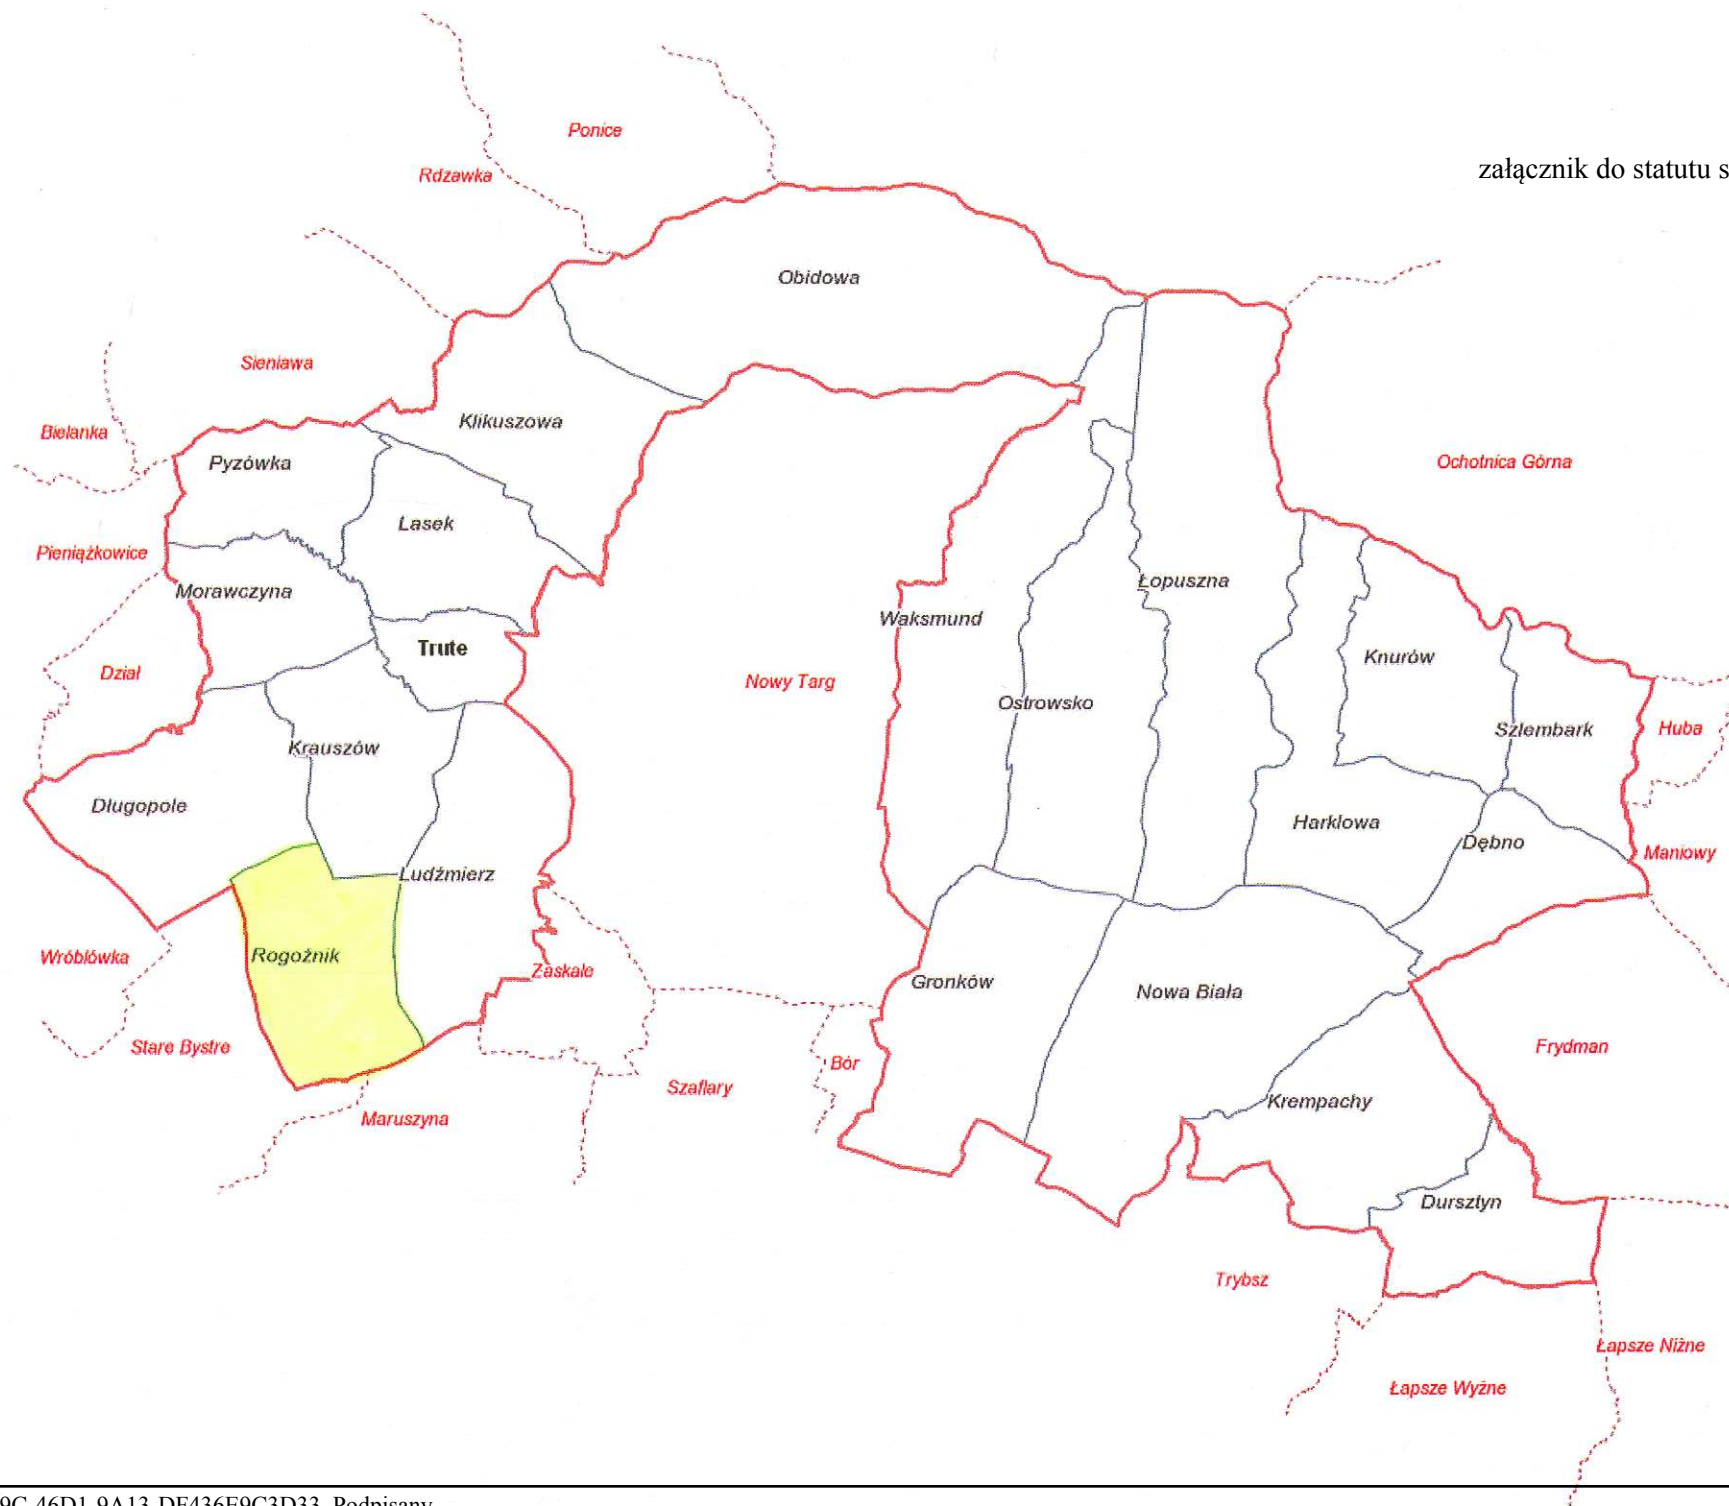 Ponice
załącznik do statutu s
Rdzawka
Obidowa
Sieniawa
Klikuszowa
Bielanka
Pyzówka
Ochotnica Górna
Lasek
Pieniążkowice
Łopuszna
Morawczyna
Waksmund
Trute
Knurów
Dział
Nowy Targ
Ostrowsko
Szlembark
Huba
Krauszów
Długopole
Harklowa
Dębno
Maniowy
Ludźmierz
Rogoźnik
Wróblówka
Zaskale
Gronków
Nowa Biała
Stare Bystre
Frydman
Bór
Szaflary
Krempachy
Maruszyna
Dursztyn
Trybsz
Łapsze Niżne
Łapsze Wyżne
9C-46D1-9A13-DF436E9C3D33. Podpisany